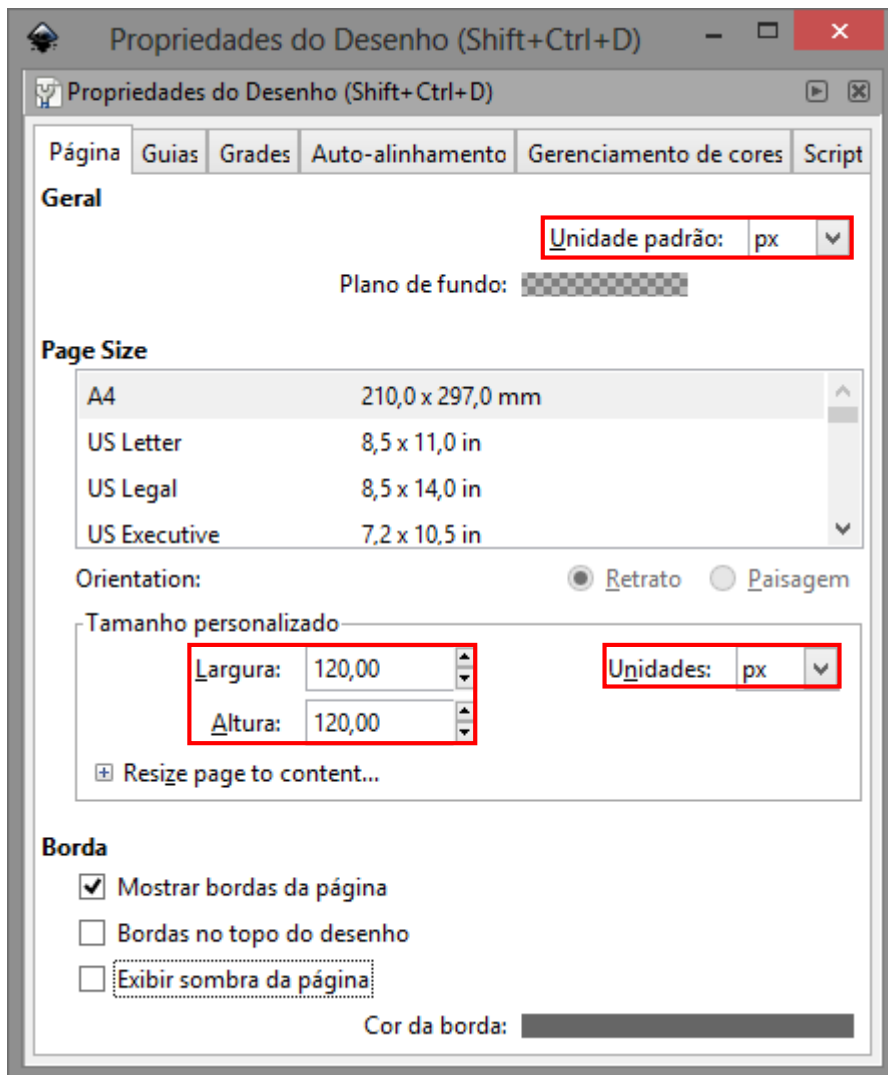 Propriedades do Desenho (Shift+Ctrl+D)
Propriedades do Desenho (Shift+Ctrl+D)
Página Guias Grades Auto-alinhamento Gerenciamento de cores Script
Geral
Unidade padrão: px
Plano de fundo:
Page Size
A4 210,0 x 297,0 mm
US Letter 8,5 x 11,0 in
US Legal 8,5 x 14,0 in
US Executive 7,2 x 10,5 in
Orientation: Retrato Paisagem
Tamanho personalizado
Largura: 120,00 Unidades: px
Altura: 120,00
Resize page to content...
Borda
Mostrar bordas da página
Bordas no topo do desenho
Exibir sombra da página
Cor da borda: